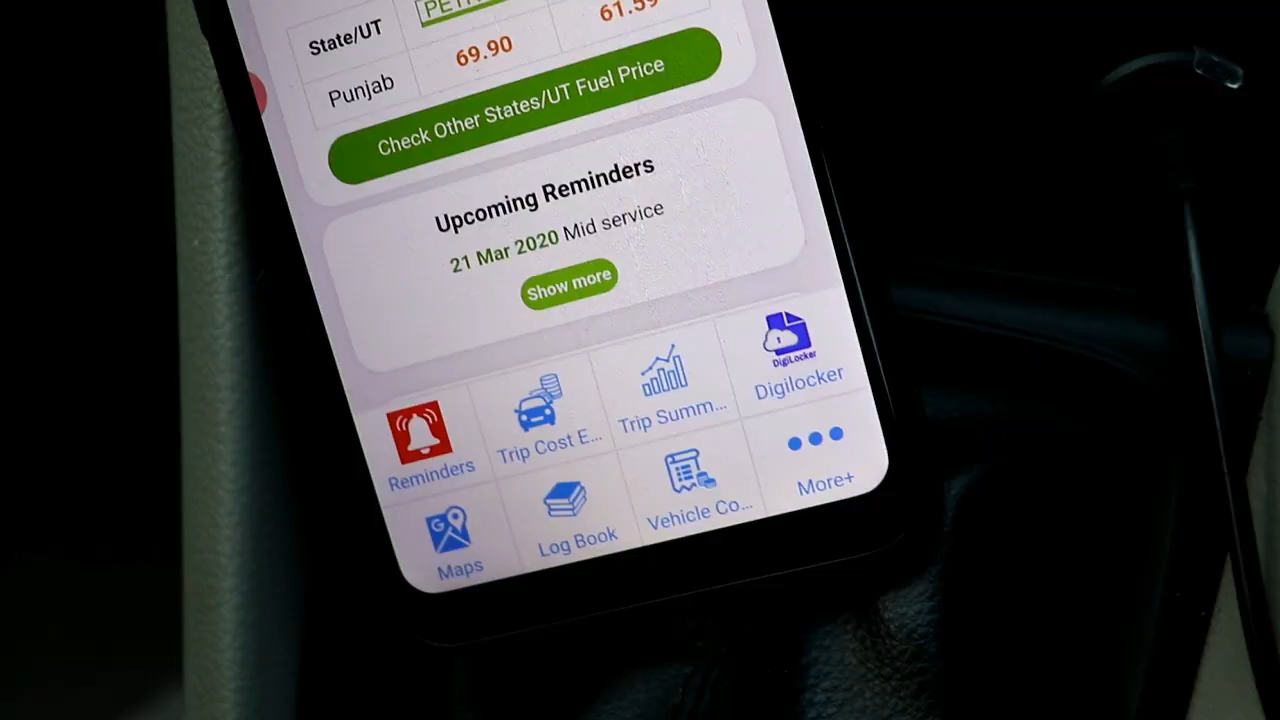 State/UT
61.59
69.90
Punjab
Check Other States/UT Fuel Price
Upcoming Reminders
21 Mar 2020 Mid service
Show more
DigiLocker
Reminders
Trip Cost E...
Trip Summ...
Digilocker
G
Maps
Log Book
Vehicle Co...
More+